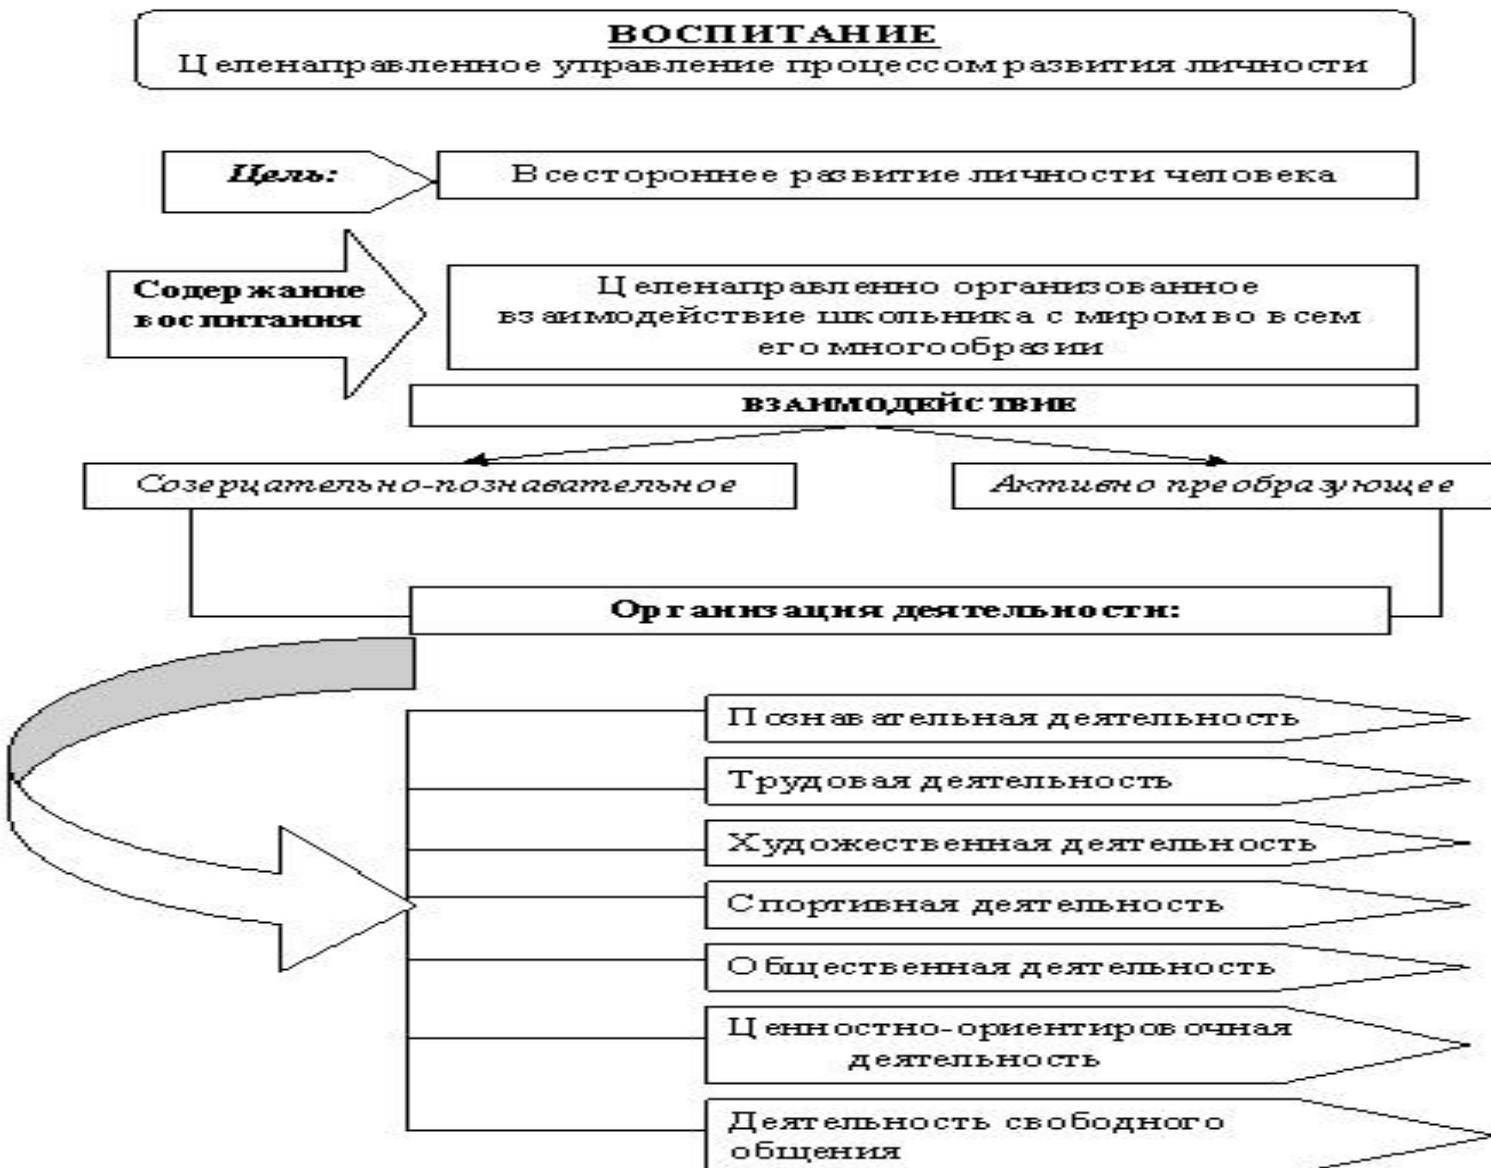 ВОСПИТАНИЕ
Целенаправленное управление процессом развития личности
Цель:
Всестороннее развитие личности человека
Содержание
воспитания
Целенаправленно организованное
взаимодействие школьника с миром во всем
его многообразии
ВЗАИМОДЕЙСТВИЕ
Созерцательно-познавательное
Активно преобразующее
Организация деятельности:
Познавательная деятельность
Трудовая деятельность
Художественная деятельность
Спортивная деятельность
Общественная деятельность
Ценностно-ориентировочная
деятельность
Деятельность свободного
общения